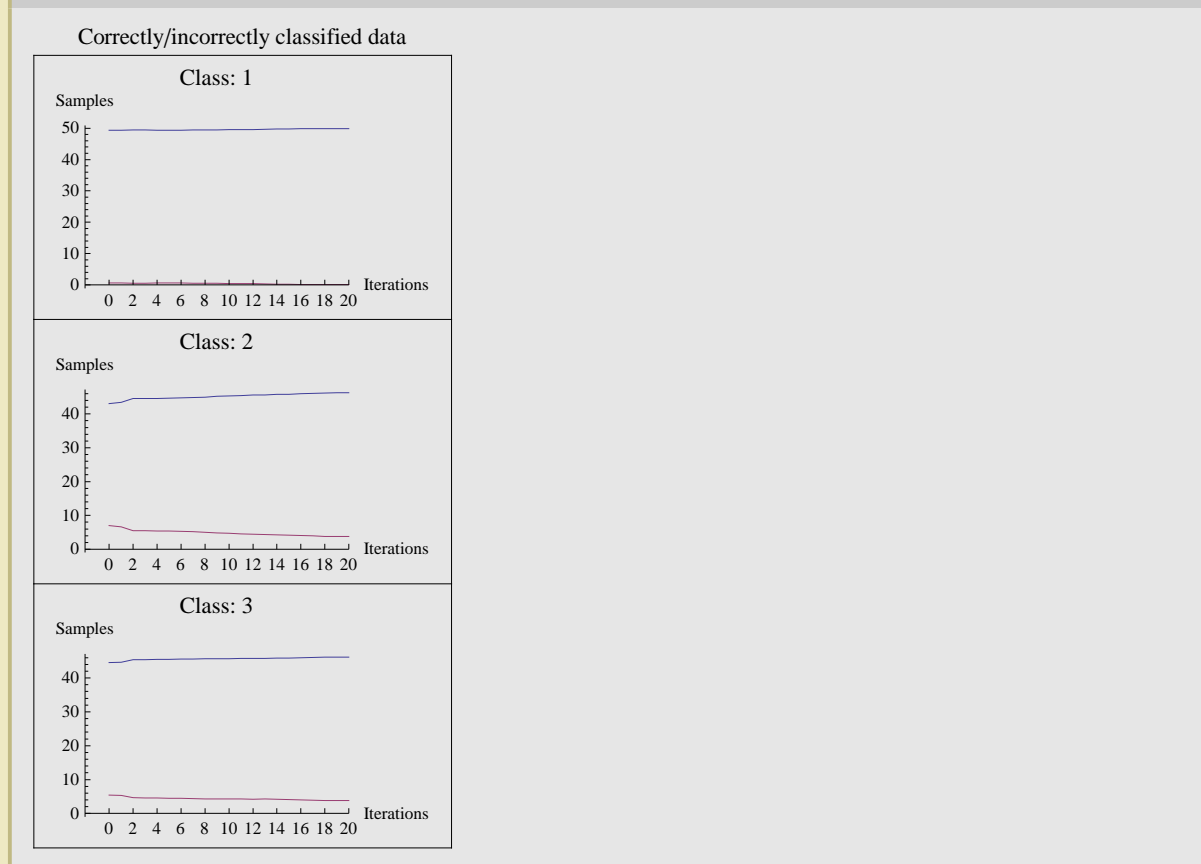 Correctly/incorrectly classified data
Class: 1
Samples
50
40
30
20
10
0
Iterations
0 2 4 6 8 10 12 14 16 18 20
Class: 2
Samples
40
30
20
10
0
Iterations
0 2 4 6 8 10 12 14 16 18 20
Class: 3
Samples
40
30
20
10
0
Iterations
0 2 4 6 8 10 12 14 16 18 20